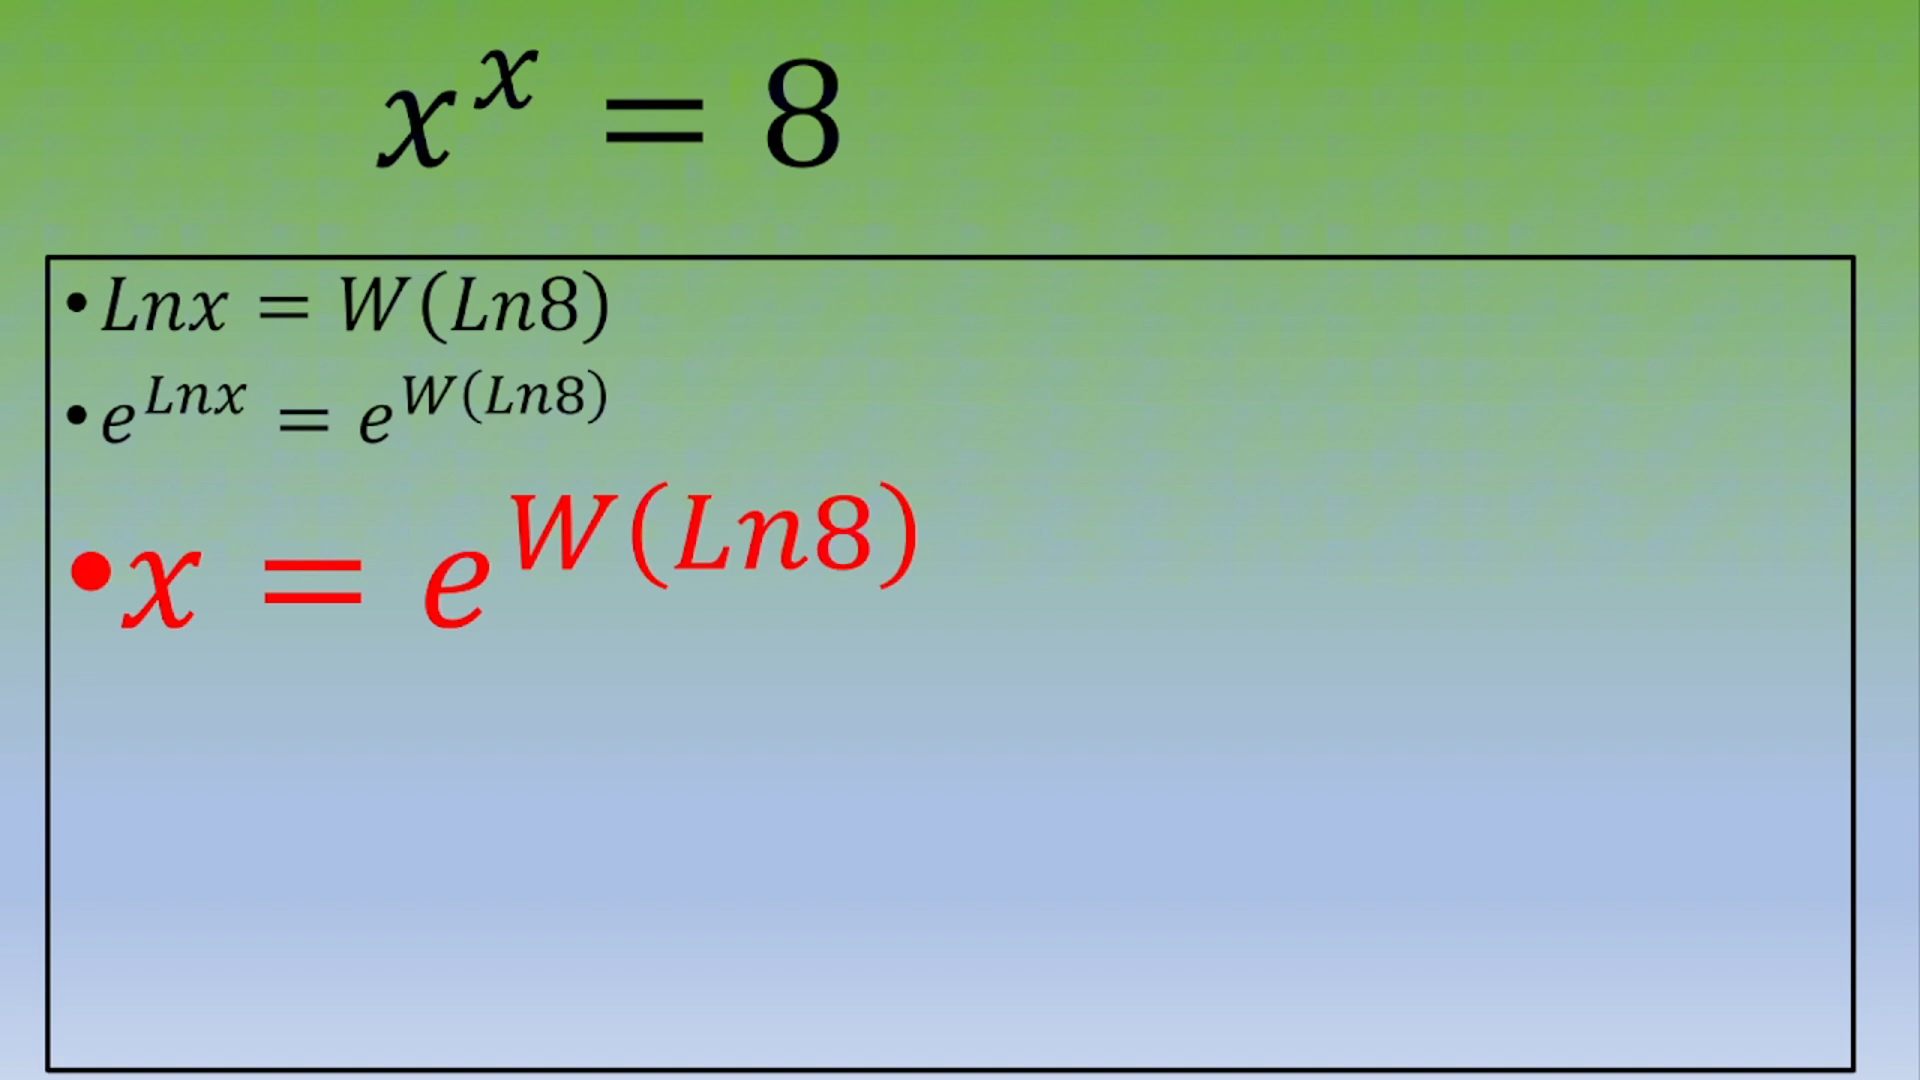 $x^x = 8$
• $Lnx = W(Ln8)$
• $e^{Lnx} = e^{W(Ln8)}$
• $x = e^{W(Ln8)}$